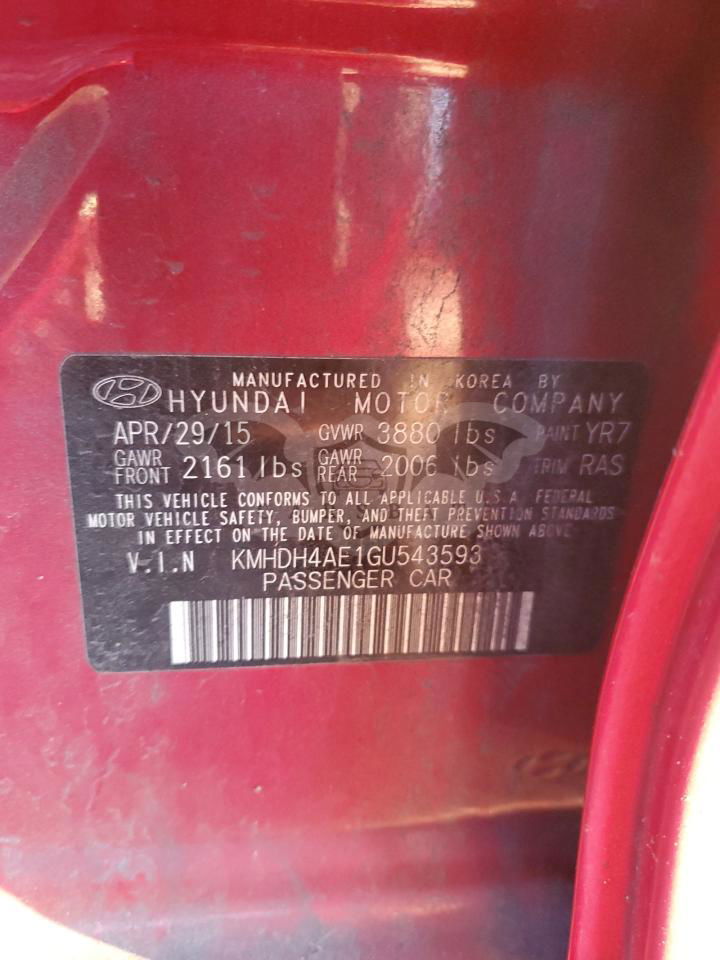 MANUFACTURED IN KOREA BY
HYUNDAI MOTOR COMPANY
APR/29/15 GVWR 3880 lbs PAINT YR7
GAWR FRONT 2161 lbs GAWR REAR 2006 lbs TRIM RAS
THIS VEHICLE CONFORMS TO ALL APPLICABLE U.S.A FEDERAL
MOTOR VEHICLE SAFETY, BUMPER, AND THEFT PREVENTION STANDARDS
IN EFFECT ON THE DATE OF MANUFACTURE SHOWN ABOVE
V.I.N KMHDH4AE1GU543593
PASSENGER CAR